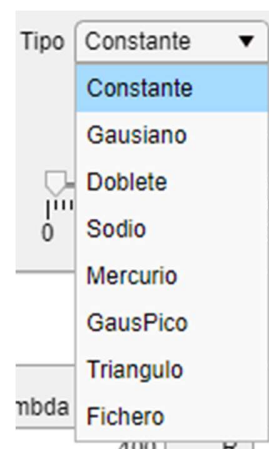 Tipo Constante
Constante
Gausiano
Doblete
0
Sodio
Mercurio
GausPico
Triangulo
mbda
Fichero